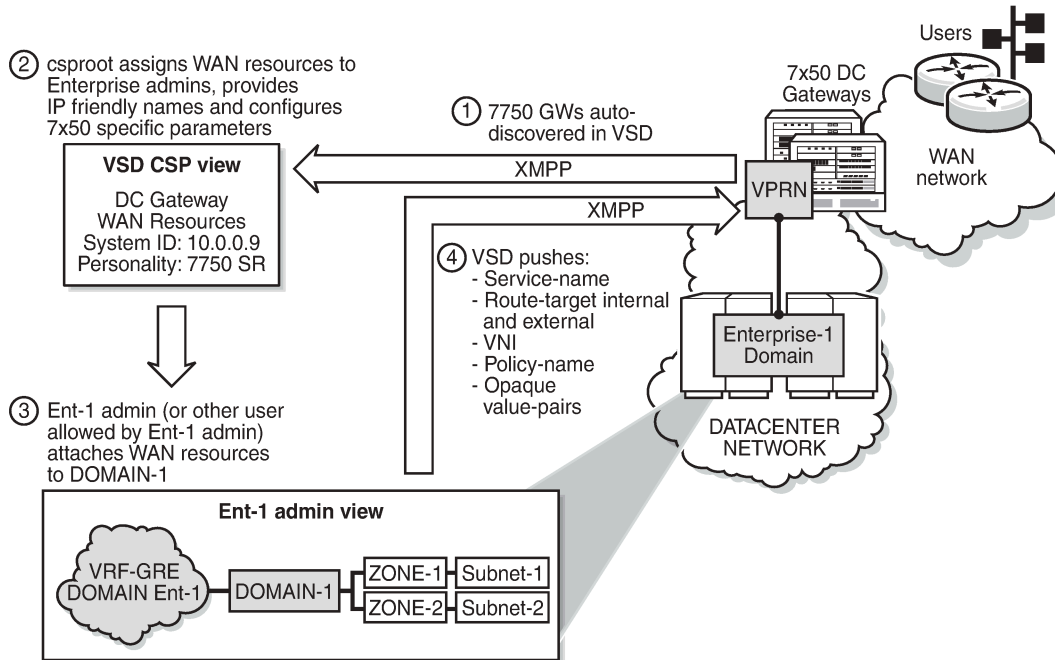 Users
2
csproot assigns WAN resources to
Enterprise admins, provides
IP friendly names and configures
7x50 specific parameters
1
7750 GWs auto-
discovered in VSD
7x50 DC
Gateways
WAN
network
VSD CSP view
DC Gateway
WAN Resources
System ID: 10.0.0.9
Personality: 7750 SR
XMPP
XMPP
VPRN
4
VSD pushes:
- Service-name
- Route-target internal
and external
- VNI
- Policy-name
- Opaque
value-pairs
Enterprise-1
Domain
DATACENTER
NETWORK
3
Ent-1 admin (or other user
allowed by Ent-1 admin)
attaches WAN resources
to DOMAIN-1
Ent-1 admin view
VRF-GRE
DOMAIN Ent-1
DOMAIN-1
ZONE-1
Subnet-1
ZONE-2
Subnet-2